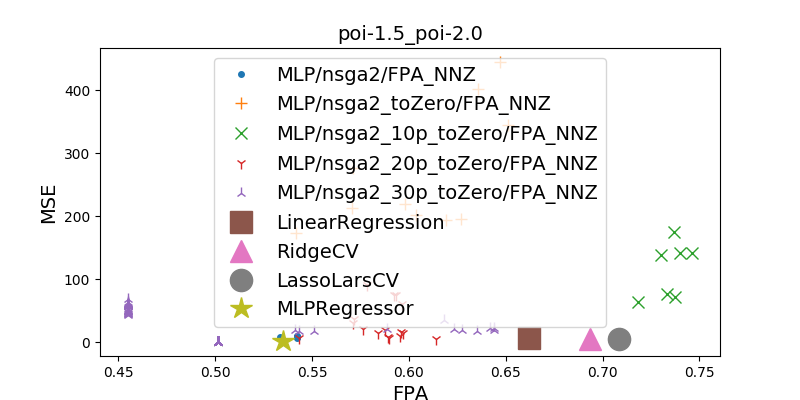 poi-1.5_poi-2.0
MLP/nsga2/FPA_NNZ
MLP/nsga2_toZero/FPA_NNZ
MLP/nsga2_10p_toZero/FPA_NNZ
MLP/nsga2_20p_toZero/FPA_NNZ
MLP/nsga2_30p_toZero/FPA_NNZ
LinearRegression
RidgeCV
LassoLarsCV
MLPRegressor
MSE
400
300
200
100
0
0.45 0.50 0.55 0.60 0.65 0.70 0.75
FPA